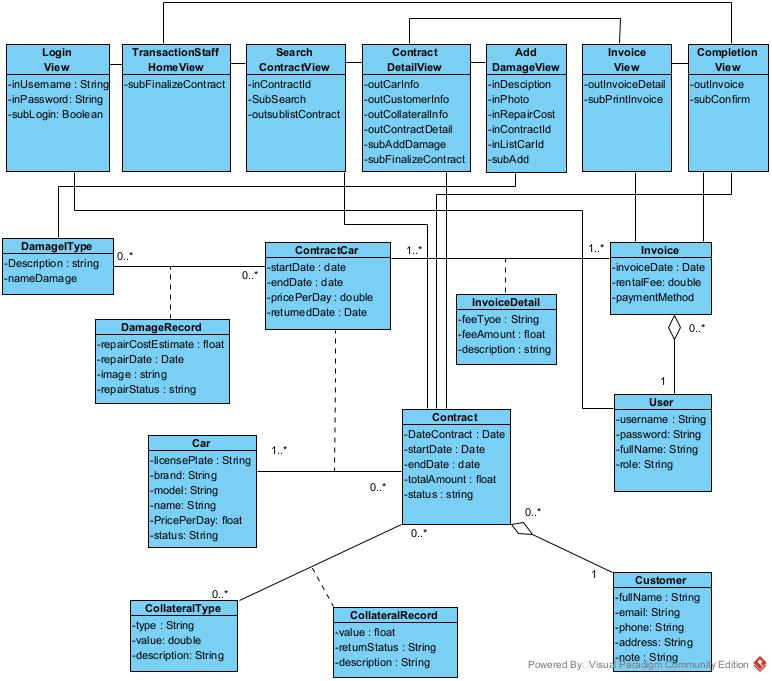 Login
View
-inUsername : String
-inPassword: String
-subLogin: Boolean
TransactionStaff
HomeView
-subFinalizeContract
Search
ContractView
-inContractId
-SubSearch
-outsublistContract
Contract
DetailView
-outCarInfo
-outCustomerInfo
-outCollateralInfo
-outContractDetail
-subAddDamage
-subFinalizeContract
Add
DamageView
-inDesciption
-inPhoto
-inRepairCost
-inContractId
-inListCarId
-subAdd
Invoice
View
-outInvoiceDetail
-subPrintInvoice
Completion
View
-outInvoice
-subConfirm
DamagelType
-Description : string
-nameDamage
0..*
0..*
ContractCar
-startDate : date
-endDate : date
-pricePerDay : double
-returnedDate : Date
1..*
1..*
Invoice
-invoiceDate : Date
-rentalFee: double
-paymentMethod
InvoiceDetail
-feeTyoe : String
-feeAmount : float
-description : string
DamageRecord
-repairCostEstimate : float
-repairDate : Date
-image : string
-repairStatus : string
0..*
1
User
-username : String
-password: String
-fullName: String
-role: String
Contract
-DateContract : Date
-startDate : Date
-endDate : date
-totalAmount : float
-status : string
Car
-licensePlate : String
-brand: String
-model: String
-name: String
-PricePerDay: float
-status: String
1..*
0..*
0..*
0..*
0..*
1
CollateralType
-type : String
-value: double
-description: String
CollateralRecord
-value : float
-returnStatus : String
-description : String
Customer
-fullName : String
-email: String
-phone: String
-address: String
-note : String
Powered By Visual Paradigm Community Edition